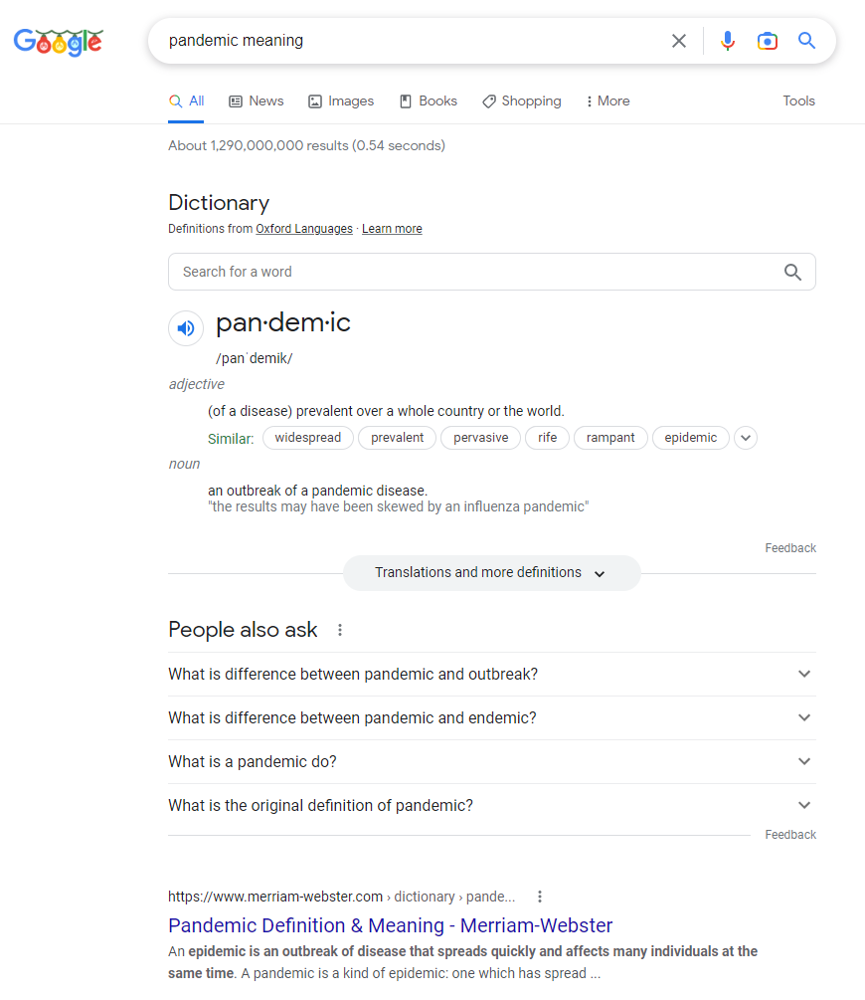 Google
pandemic meaning
All News Images Books Shopping More Tools
About 1,290,000,000 results (0.54 seconds)
Dictionary
Definitions from Oxford Languages · Learn more
Search for a word
pan·dem·ic
/panˈdemik/
adjective
(of a disease) prevalent over a whole country or the world.
Similar: widespread prevalent pervasive rife rampant epidemic
noun
an outbreak of a pandemic disease.
"the results may have been skewed by an influenza pandemic"
Feedback
Translations and more definitions
People also ask
What is difference between pandemic and outbreak?
What is difference between pandemic and endemic?
What is a pandemic do?
What is the original definition of pandemic?
Feedback
https://www.merriam-webster.com › dictionary › pande...
Pandemic Definition & Meaning - Merriam-Webster
An epidemic is an outbreak of disease that spreads quickly and affects many individuals at the
same time. A pandemic is a kind of epidemic: one which has spread ...